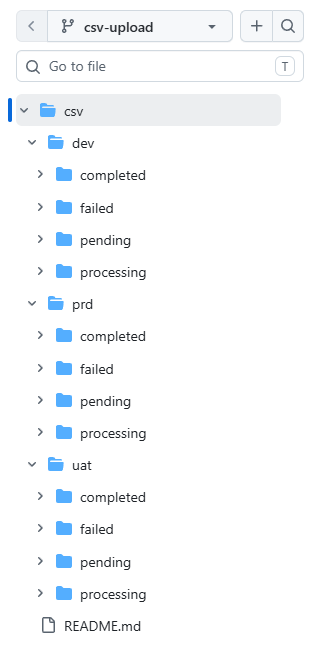 csv-upload
Go to file T
csv
dev
completed
failed
pending
processing
prd
completed
failed
pending
processing
uat
completed
failed
pending
processing
README.md